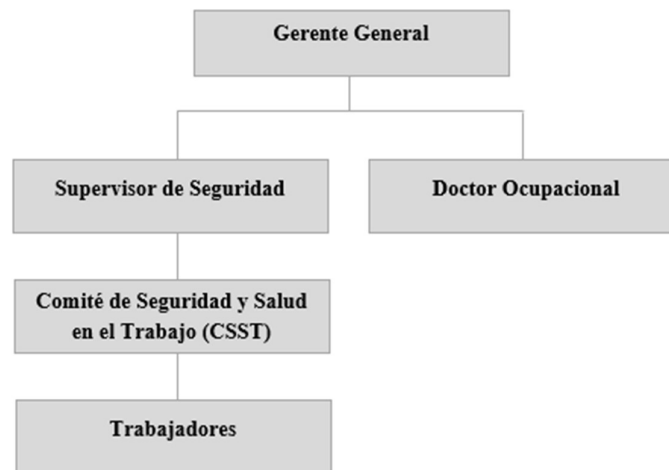 Gerente General
Supervisor de Seguridad
Doctor Ocupacional
Comité de Seguridad y Salud
en el Trabajo (CSST)
Trabajadores